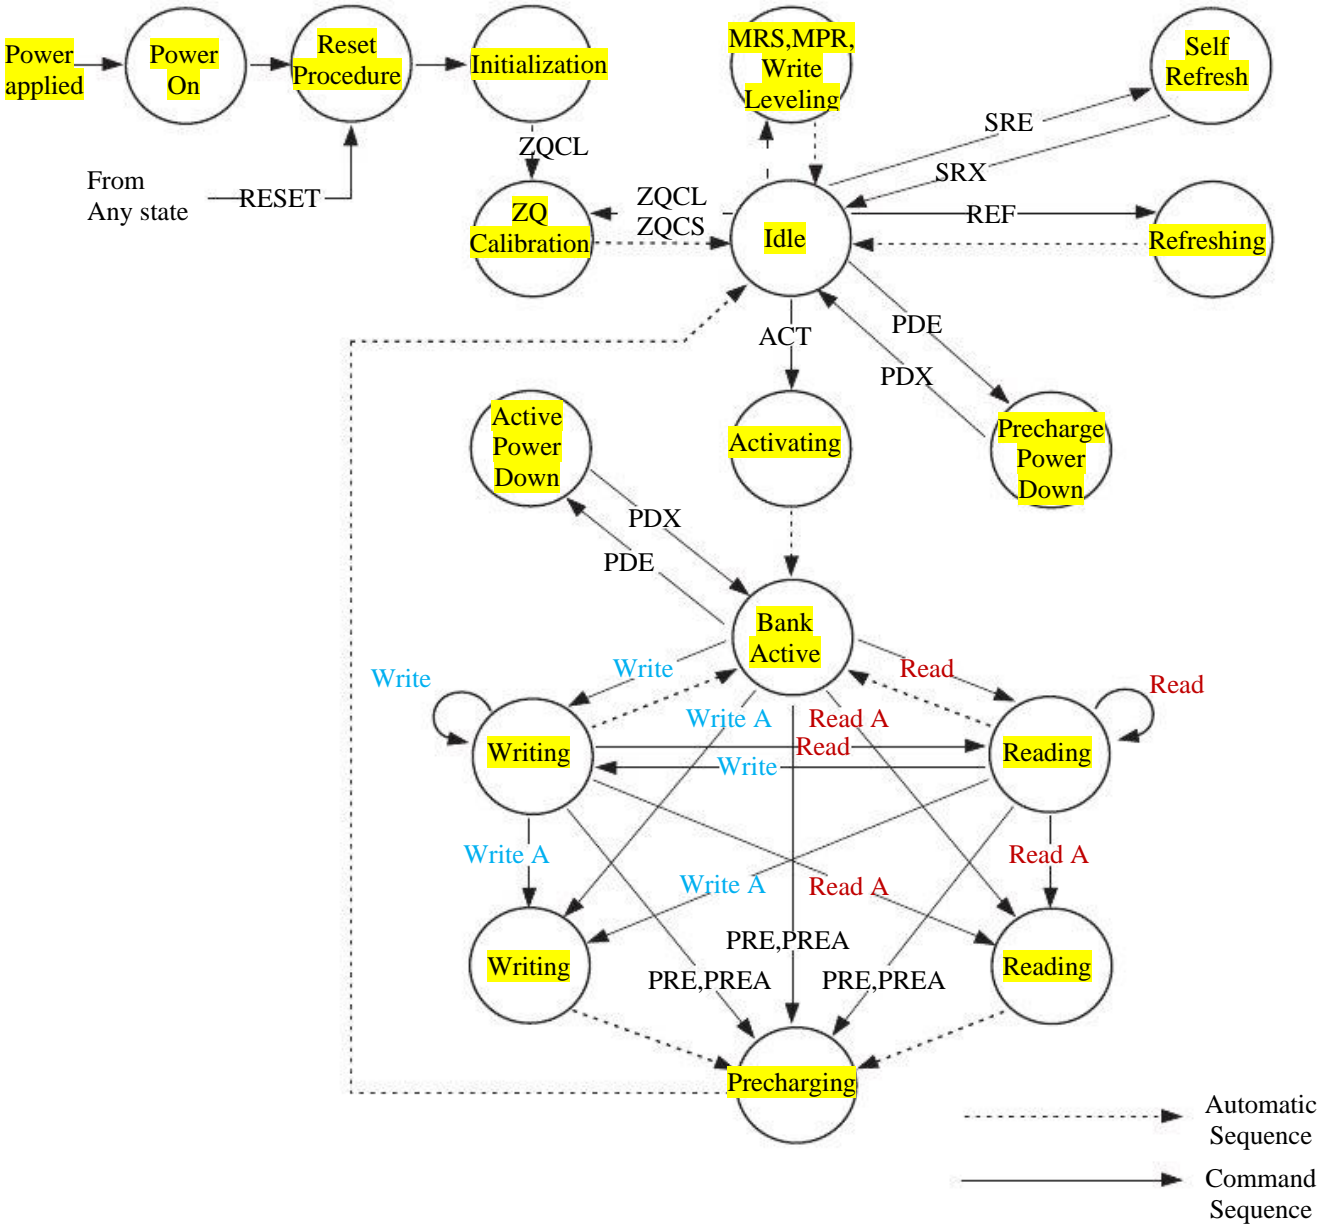 Power
applied
Power
On
Reset
Procedure
Initialization
MRS,MPR,
Write
Leveling
Self
Refresh
ZQCL
SRE
SRX
From
Any state
RESET
ZQ
Calibration
ZQCL
ZQCS
Idle
REF
Refreshing
ACT
PDE
PDX
Active
Power
Down
Activating
Precharge
Power
Down
PDX
PDE
Bank
Active
Write
Write
Read
Read
Write A
Read A
Writing
Read
Write
Reading
Write A
Write A
Read A
Read A
Writing
PRE,PREA
PRE,PREA
PRE,PREA
Reading
Precharging
Automatic
Sequence
Command
Sequence